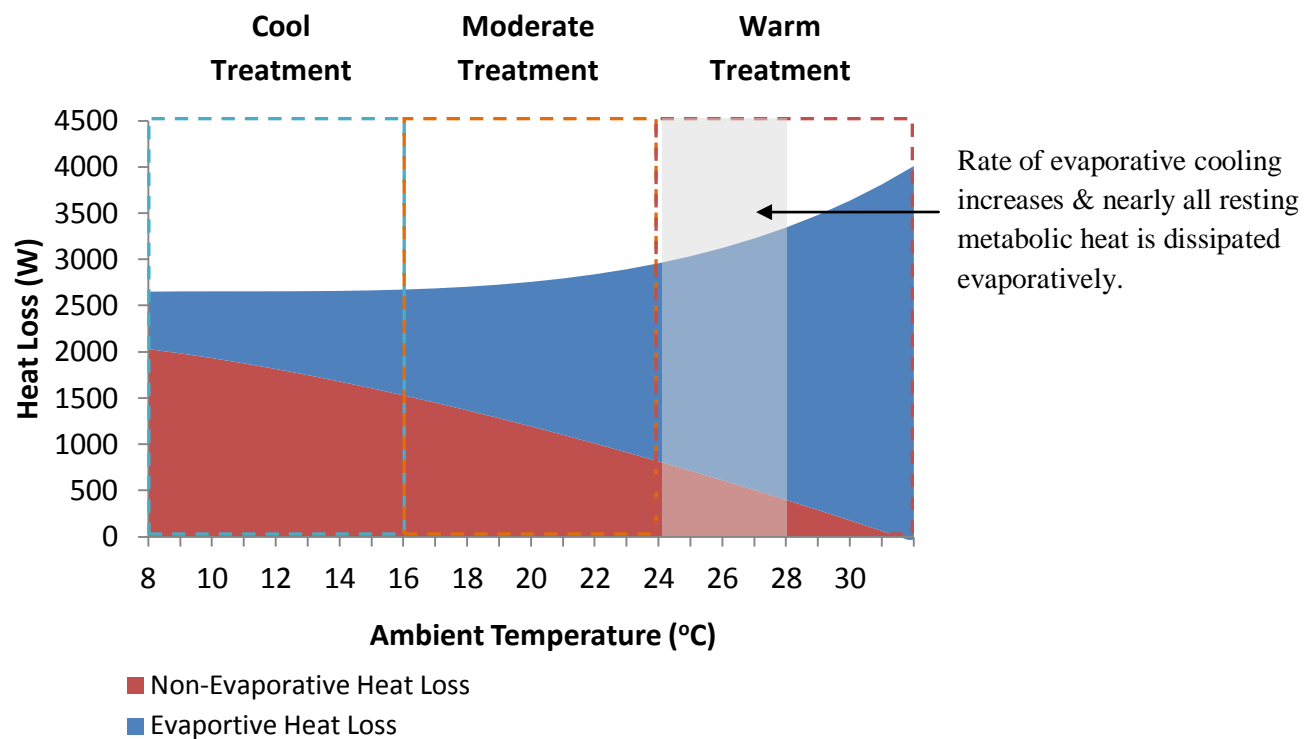 Cool
Treatment
Moderate
Treatment
Warm
Treatment
4500
4000
3500
3000
2500
2000
1500
1000
500
0
Heat Loss (W)
8 10 12 14 16 18 20 22 24 26 28 30
Ambient Temperature (ºC)
Non-Evaporative Heat Loss
Evaportive Heat Loss
Rate of evaporative cooling
increases & nearly all resting
metabolic heat is dissipated
evaporatively.